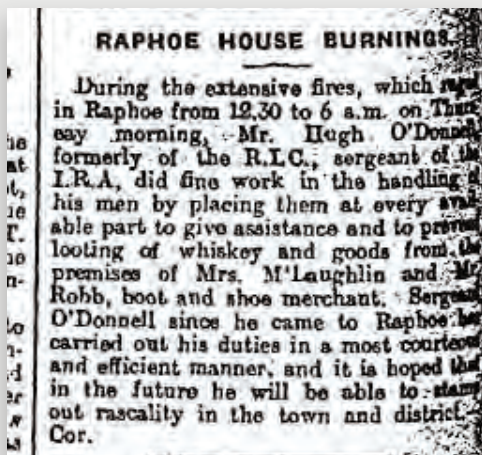 RAPHOE HOUSE BURNINGS.
During the extensive fires, which raged
in Raphoe from 12.30 to 6 a.m. on Thurs-
day morning, Mr. Hugh O'Donnell,
formerly of the R.I.C., sergeant of the
I.R.A, did fine work in the handling of
his men by placing them at every avail-
able part to give assistance and to prevent
looting of whiskey and goods from the
premises of Mrs. M'Laughlin and Mr.
Robb, boot and shoe merchant. Sergeant
O'Donnell since he came to Raphoe has
carried out his duties in a most courteous
and efficient manner, and it is hoped that
in the future he will be able to stamp
out rascality in the town and district.
Cor.